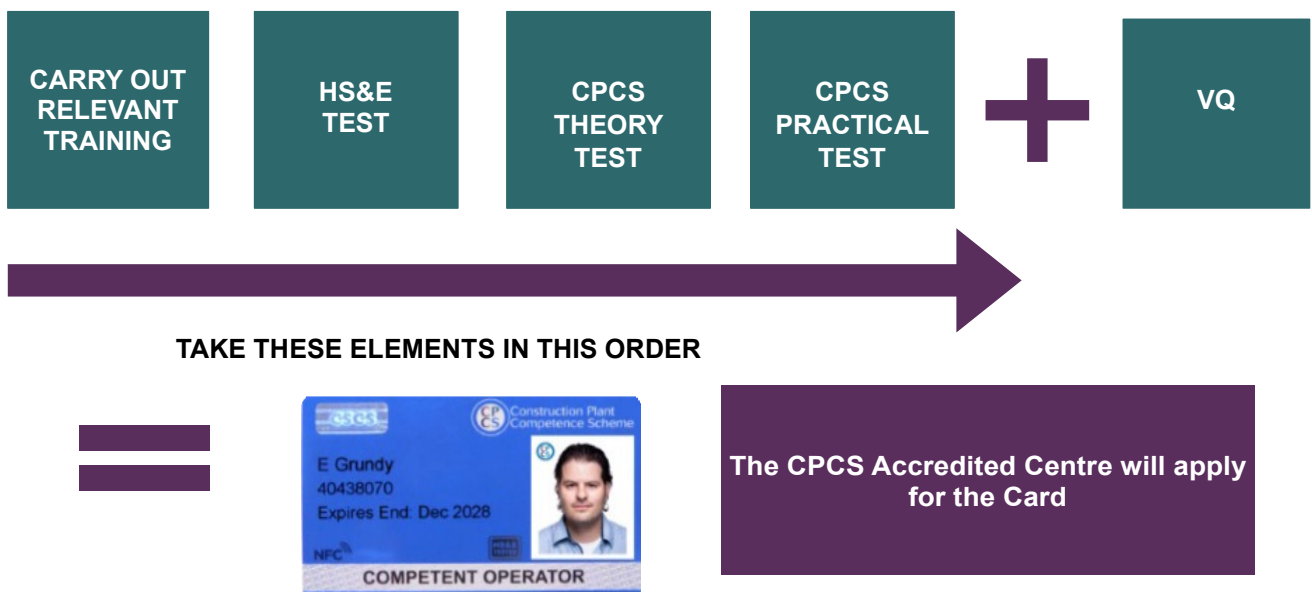 CARRY OUT
RELEVANT
TRAINING
HS&E
TEST
CPCS
THEORY
TEST
CPCS
PRACTICAL
TEST
VQ
TAKE THESE ELEMENTS IN THIS ORDER
CSCS
CP
CS
Construction Plant
Competence Scheme
E Grundy
40438070
Expires End: Dec 2028
NFC
COMPETENT OPERATOR
The CPCS Accredited Centre will apply
for the Card